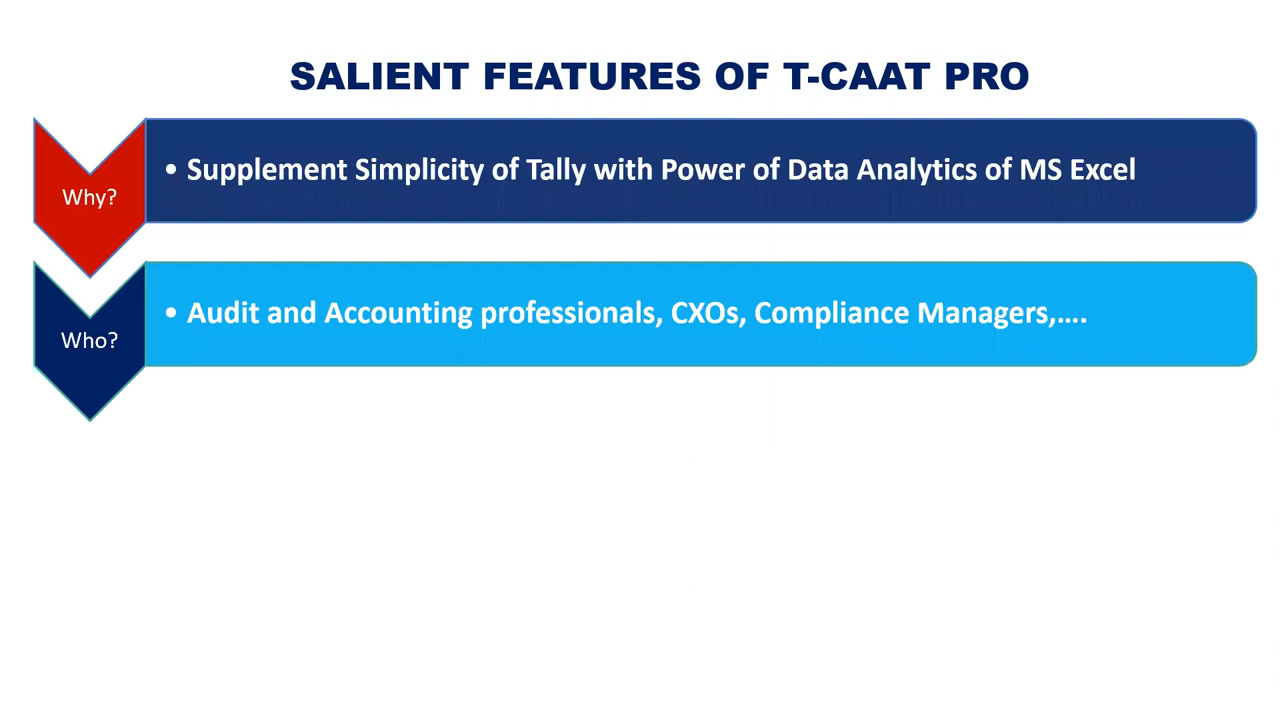 SALIENT FEATURES OF T-CAAT PRO
Why?
• Supplement Simplicity of Tally with Power of Data Analytics of MS Excel
Who?
• Audit and Accounting professionals, CXOs, Compliance Managers,....